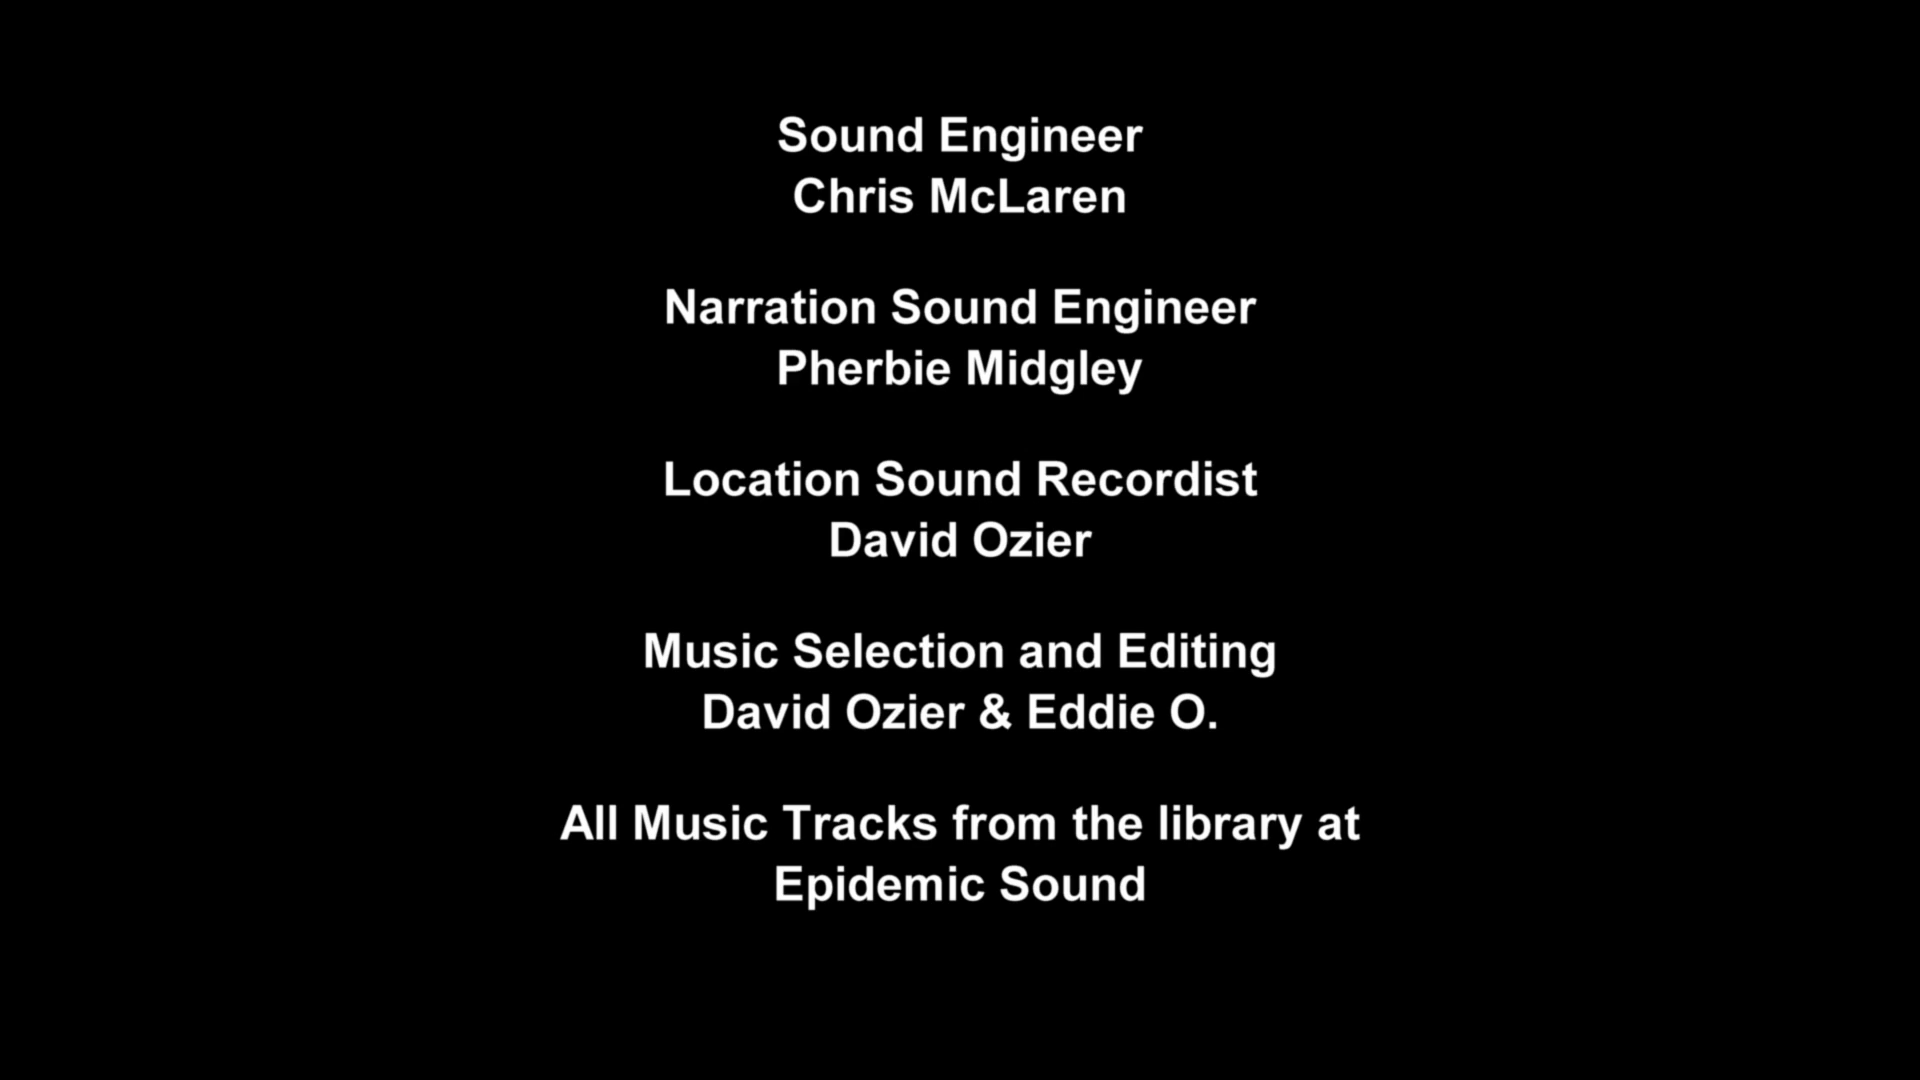 Sound Engineer
Chris McLaren
Narration Sound Engineer
Pherbie Midgley
Location Sound Recordist
David Ozier
Music Selection and Editing
David Ozier & Eddie O.
All Music Tracks from the library at
Epidemic Sound